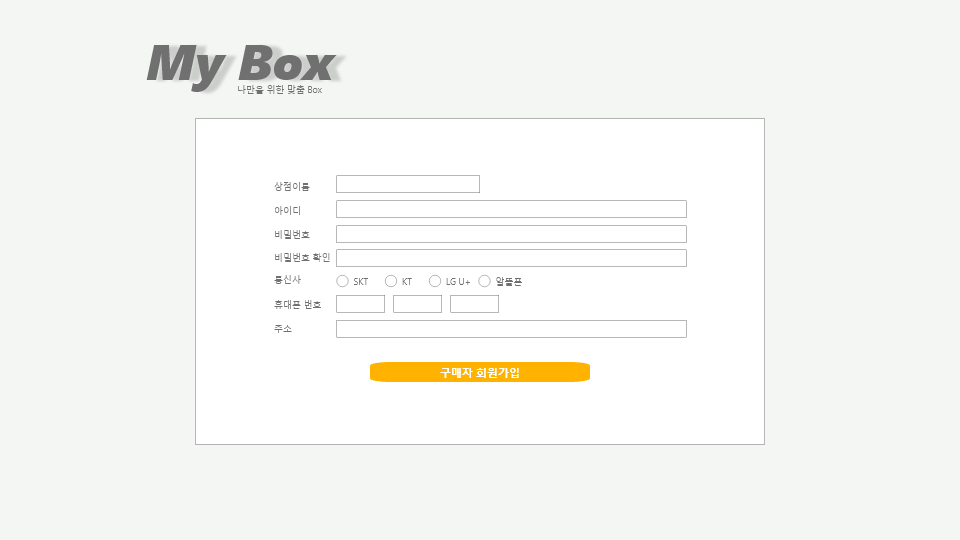 My Box
나만을 위한 맞춤 Box
상점이름
아이디
비밀번호
비밀번호 확인
통신사 SKT KT LG U+ 알뜰폰
휴대폰 번호
주소
구매자 회원가입